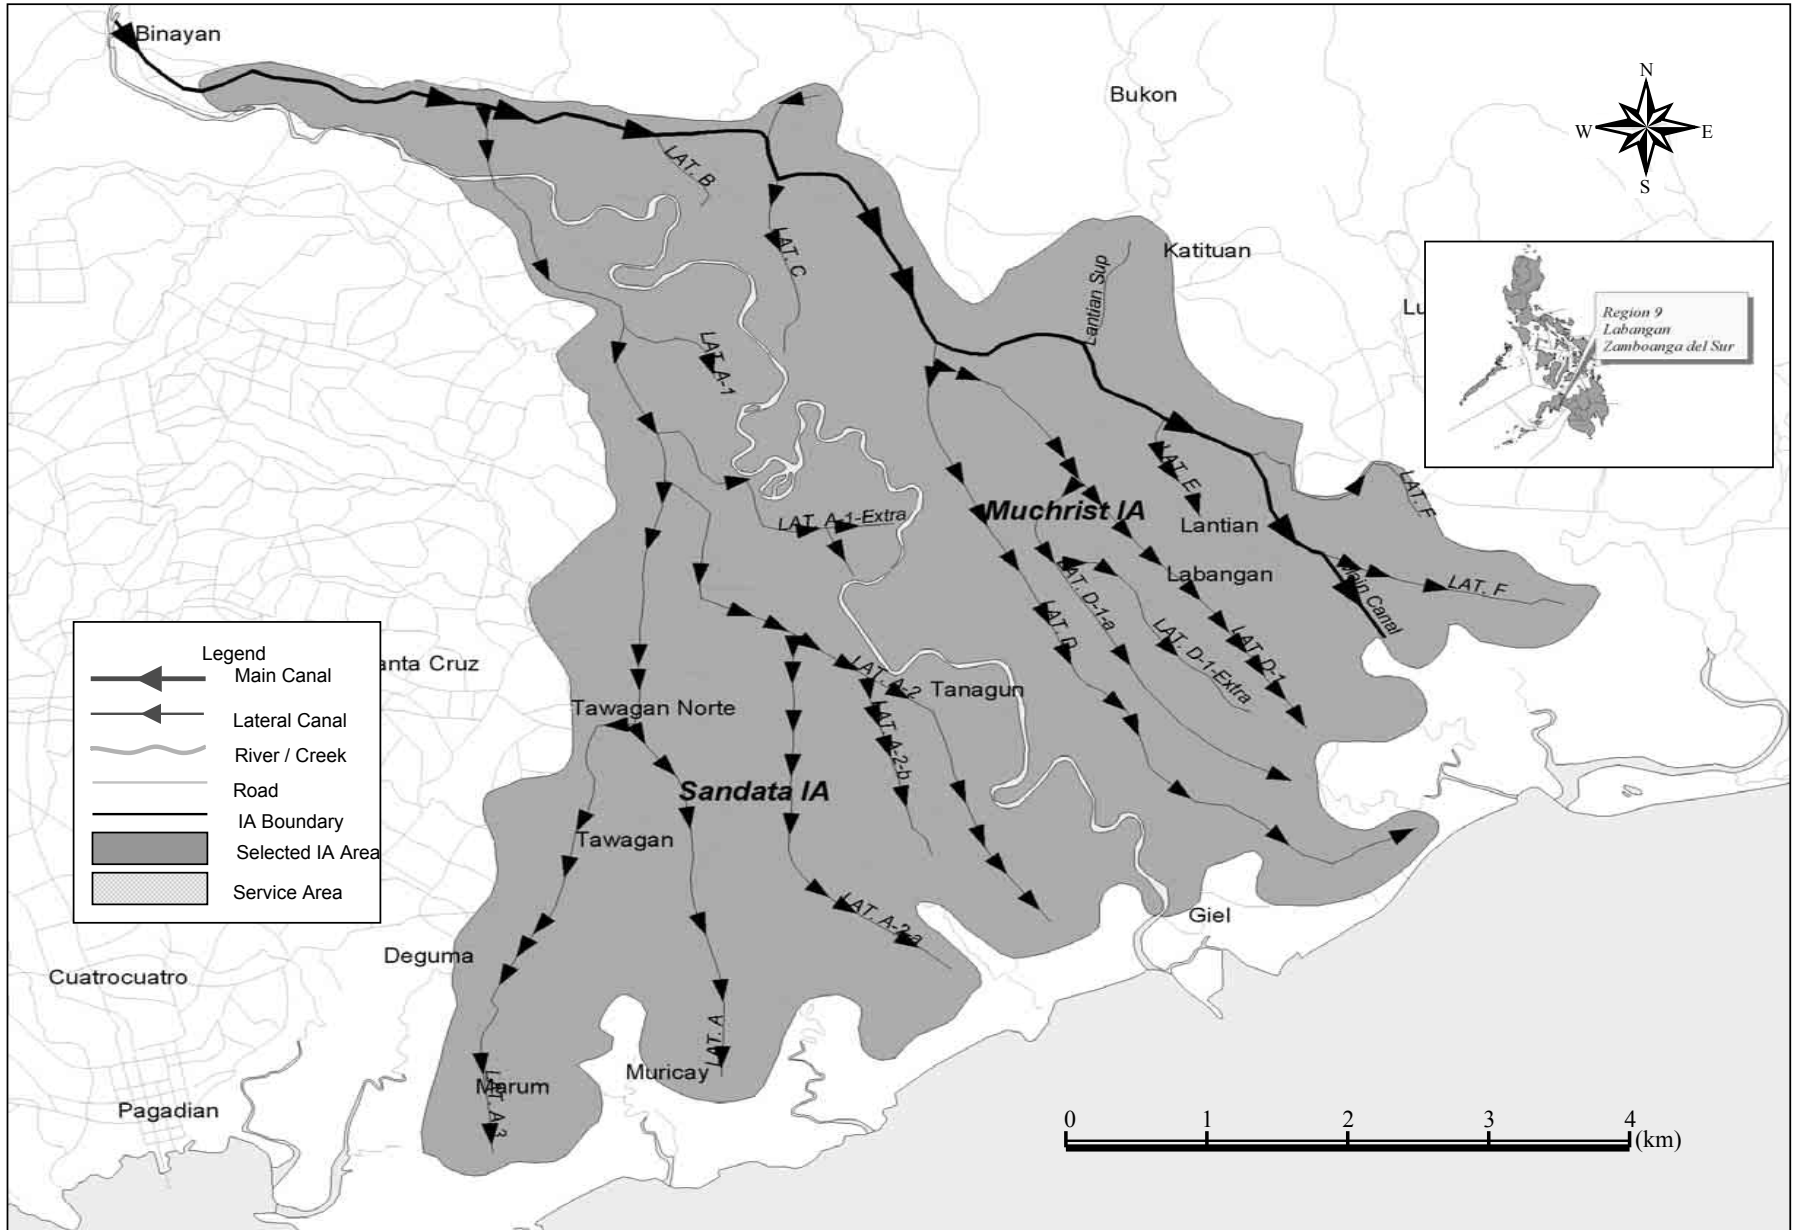 Binayan
Bukon
N
W
E
S
LAT. B
LAT. C
Katituan
Lantian Sup
Lu
Region 9
Labangan
Zamboanga del Sur
LAT. A-1
LAT. E
LAT. F
Muchrist IA
LAT. A-1-Extra
Lantian
Labangan
Main Canal
LAT. F
LAT. D-1-a
LAT. D
LAT. D-1-Extra
LAT. D-1
Legend
Main Canal
Lateral Canal
River / Creek
Road
IA Boundary
Selected IA Area
Service Area
anta Cruz
LAT. A-2
Tanagun
Tawagan Norte
LAT. A-2-b
Sandata IA
Tawagan
LAT. A-2-a
Giel
Deguma
Cuatrocuatro
LAT. A
Muricay
Marum
LAT. A-3
Pagadian
0 1 2 3 4
(km)